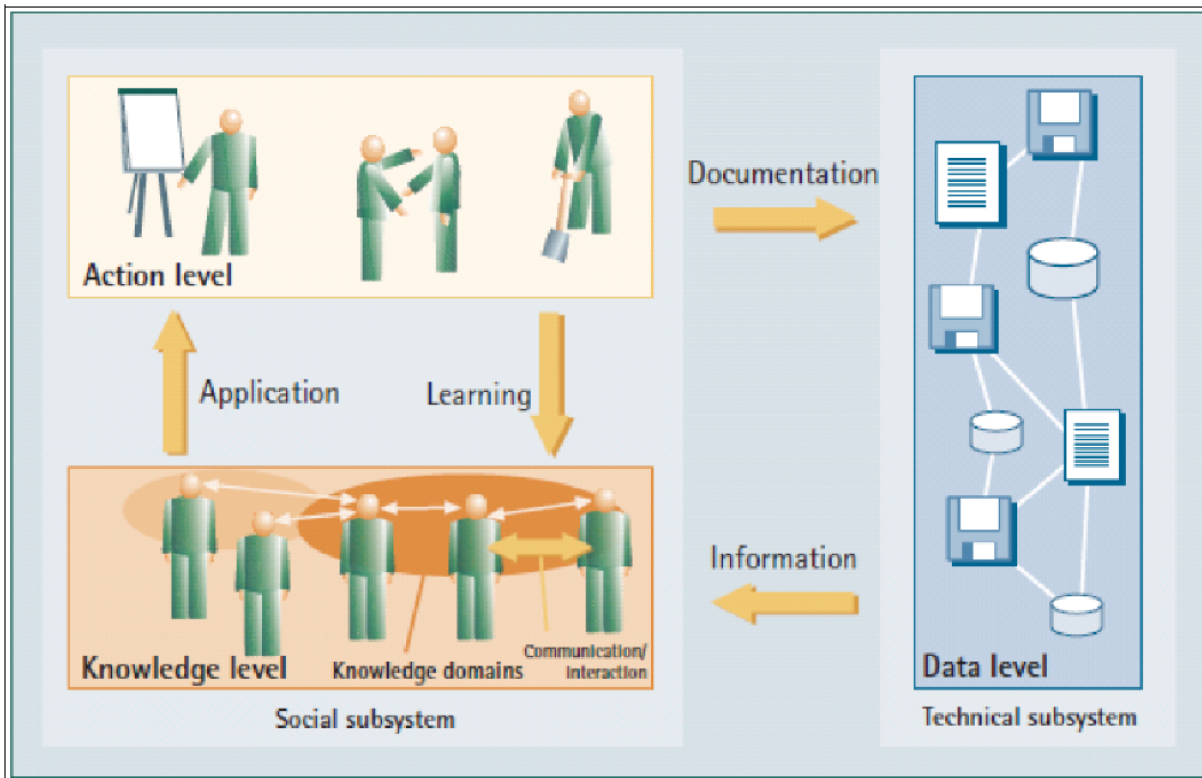 Action level
Documentation
Application
Learning
Information
Knowledge level
Knowledge domains
Communication/
Interaction
Data level
Social subsystem
Technical subsystem